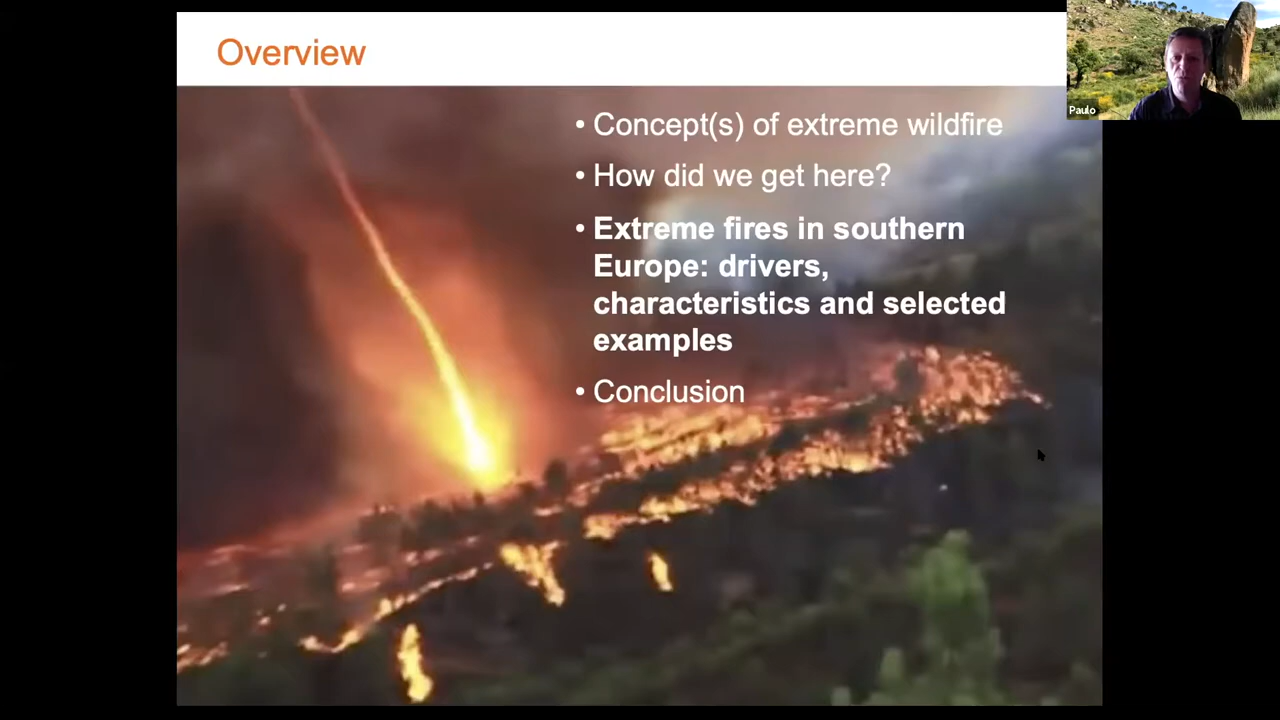 Overview
Paulo
• Concept(s) of extreme wildfire
• How did we get here?
• Extreme fires in southern
Europe: drivers,
characteristics and selected
examples
• Conclusion